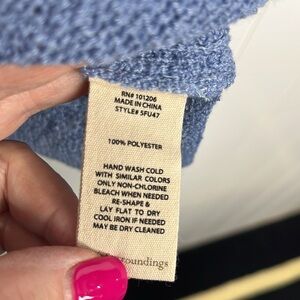 RN# 101206
MADE IN CHINA
STYLE# 5FU47
100% POLYESTER
HAND WASH COLD
WITH SIMILAR COLORS
ONLY NON-CHLORINE
BLEACH WHEN NEEDED
RE-SHAPE &
LAY FLAT TO DRY
COOL IRON IF NEEDED
MAY BE DRY CLEANED
roundings